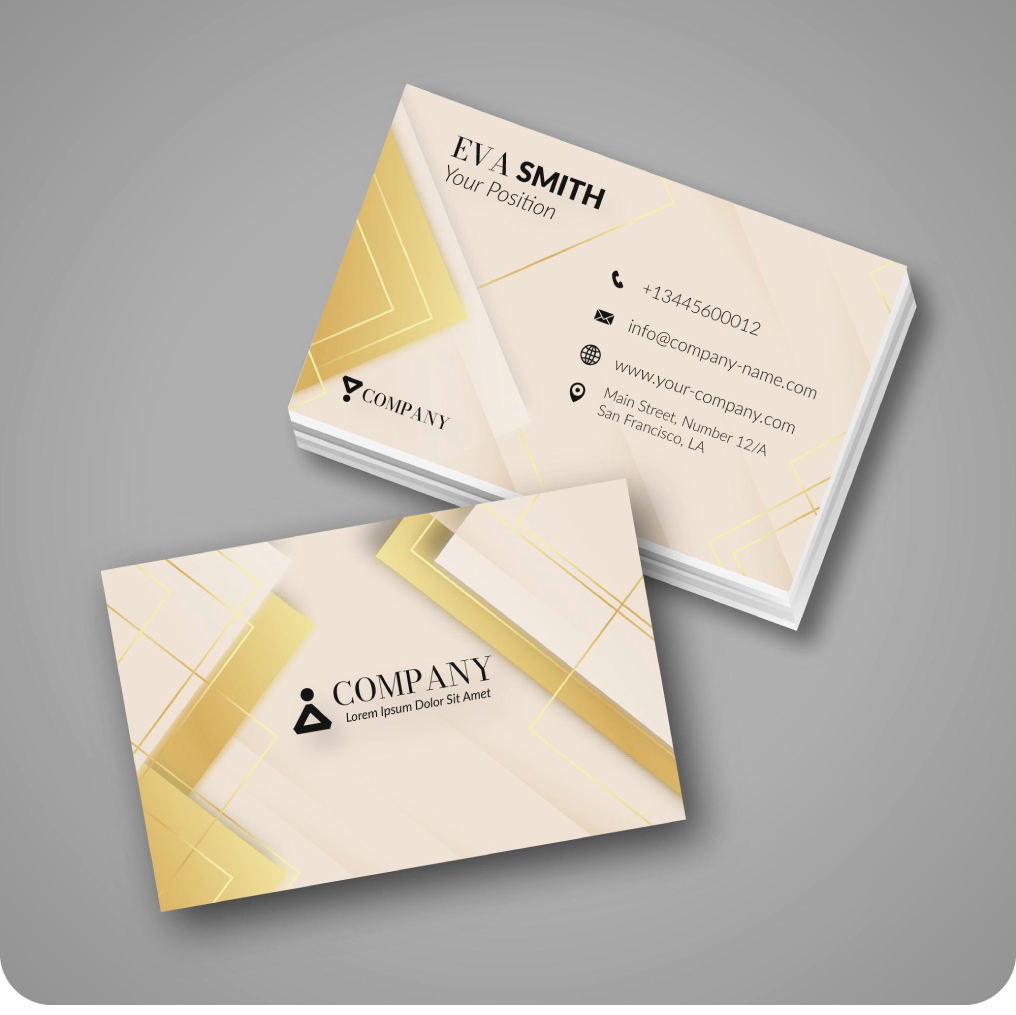 EVA SMITH
Your Position
+13445600012
info@company-name.com
www.your-company.com
Main Street, Number 12/A
San Francisco, LA
COMPANY
COMPANY
Lorem Ipsum Dolor Sit Amet